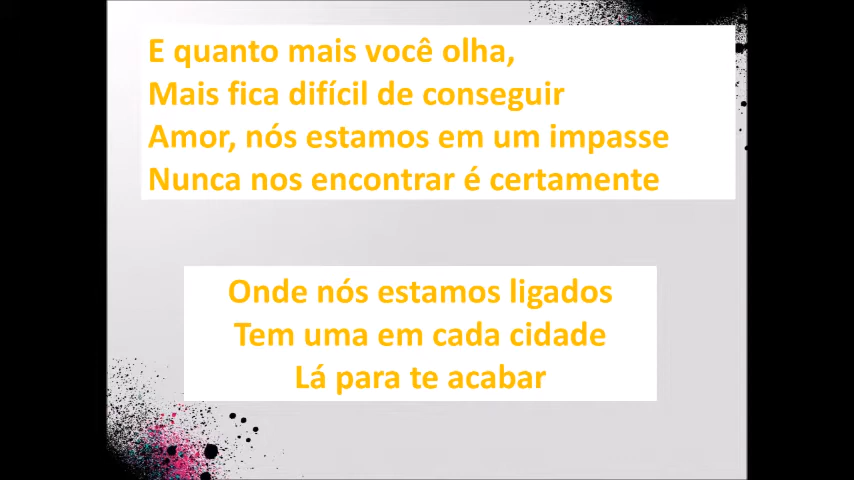 E quanto mais você olha,
Mais fica difícil de conseguir
Amor, nós estamos em um impasse
Nunca nos encontrar é certamente
Onde nós estamos ligados
Tem uma em cada cidade
Lá para te acabar